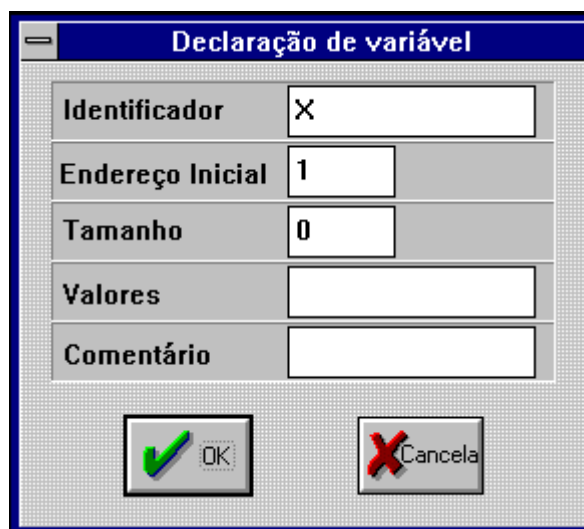 Declaração de variável
Identificador X
Endereço Inicial 1
Tamanho 0
Valores
Comentário
OK Cancela